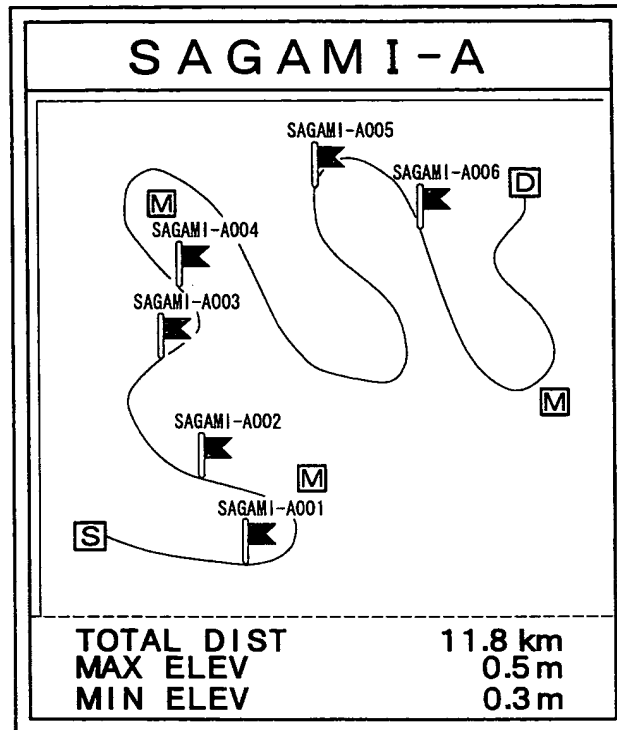 SAGAMI-A
SAGAMI-A005
SAGAMI-A006
D
M
SAGAMI-A004
SAGAMI-A003
M
SAGAMI-A002
M
SAGAMI-A001
S
TOTAL DIST 11.8 km
MAX ELEV 0.5 m
MIN ELEV 0.3 m